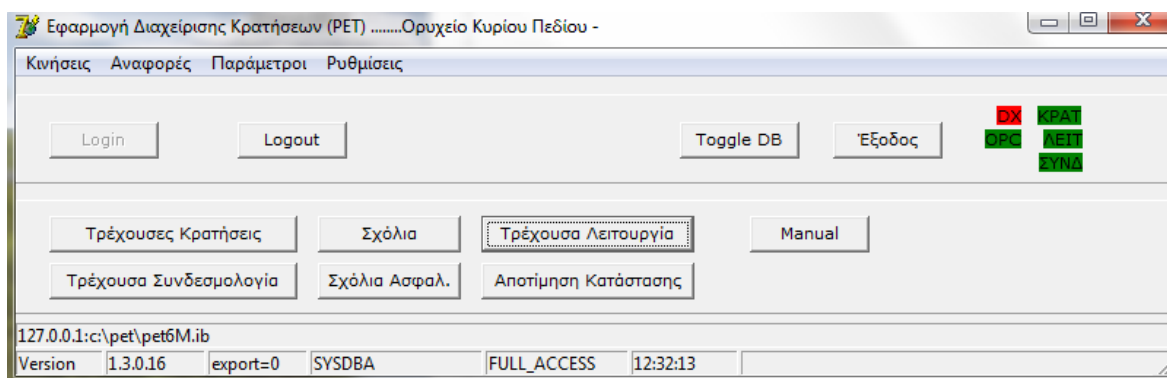 Εφαρμογή Διαχείρισης Κρατήσεων (PET) ........Ορυχείο Κυρίου Πεδίου -
Κινήσεις Αναφορές Παράμετροι Ρυθμίσεις
Login Logout Toggle DB Έξοδος
DX ΚΡΑΤ
OPC ΛΕΙΤ
ΣΥΝΔ
Τρέχουσες Κρατήσεις Σχόλια Τρέχουσα Λειτουργία Manual
Τρέχουσα Συνδεσμολογία Σχόλια Ασφαλ. Αποτίμηση Κατάστασης
127.0.0.1:c:\pet\pet6M.ib
Version 1.3.0.16 export=0 SYSDBA FULL_ACCESS 12:32:13